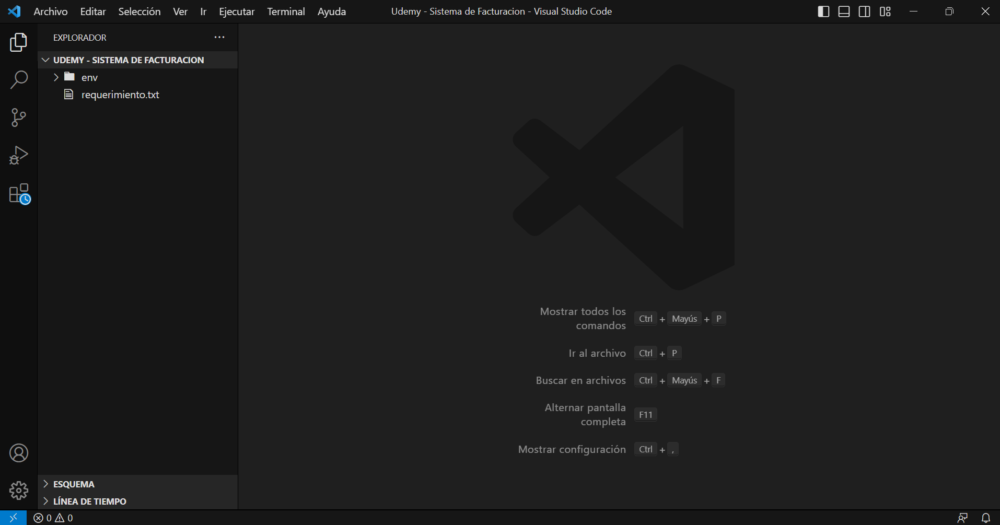 Archivo Editar Selección Ver Ir Ejecutar Terminal Ayuda Udemy - Sistema de Facturacion - Visual Studio Code
EXPLORADOR
UDEMY - SISTEMA DE FACTURACION
env
requerimiento.txt
Mostrar todos los comandos Ctrl + Mayús + P
Ir al archivo Ctrl + P
Buscar en archivos Ctrl + Mayús + F
Alternar pantalla completa F11
Mostrar configuración Ctrl + ,
ESQUEMA
LÍNEA DE TIEMPO
0 0